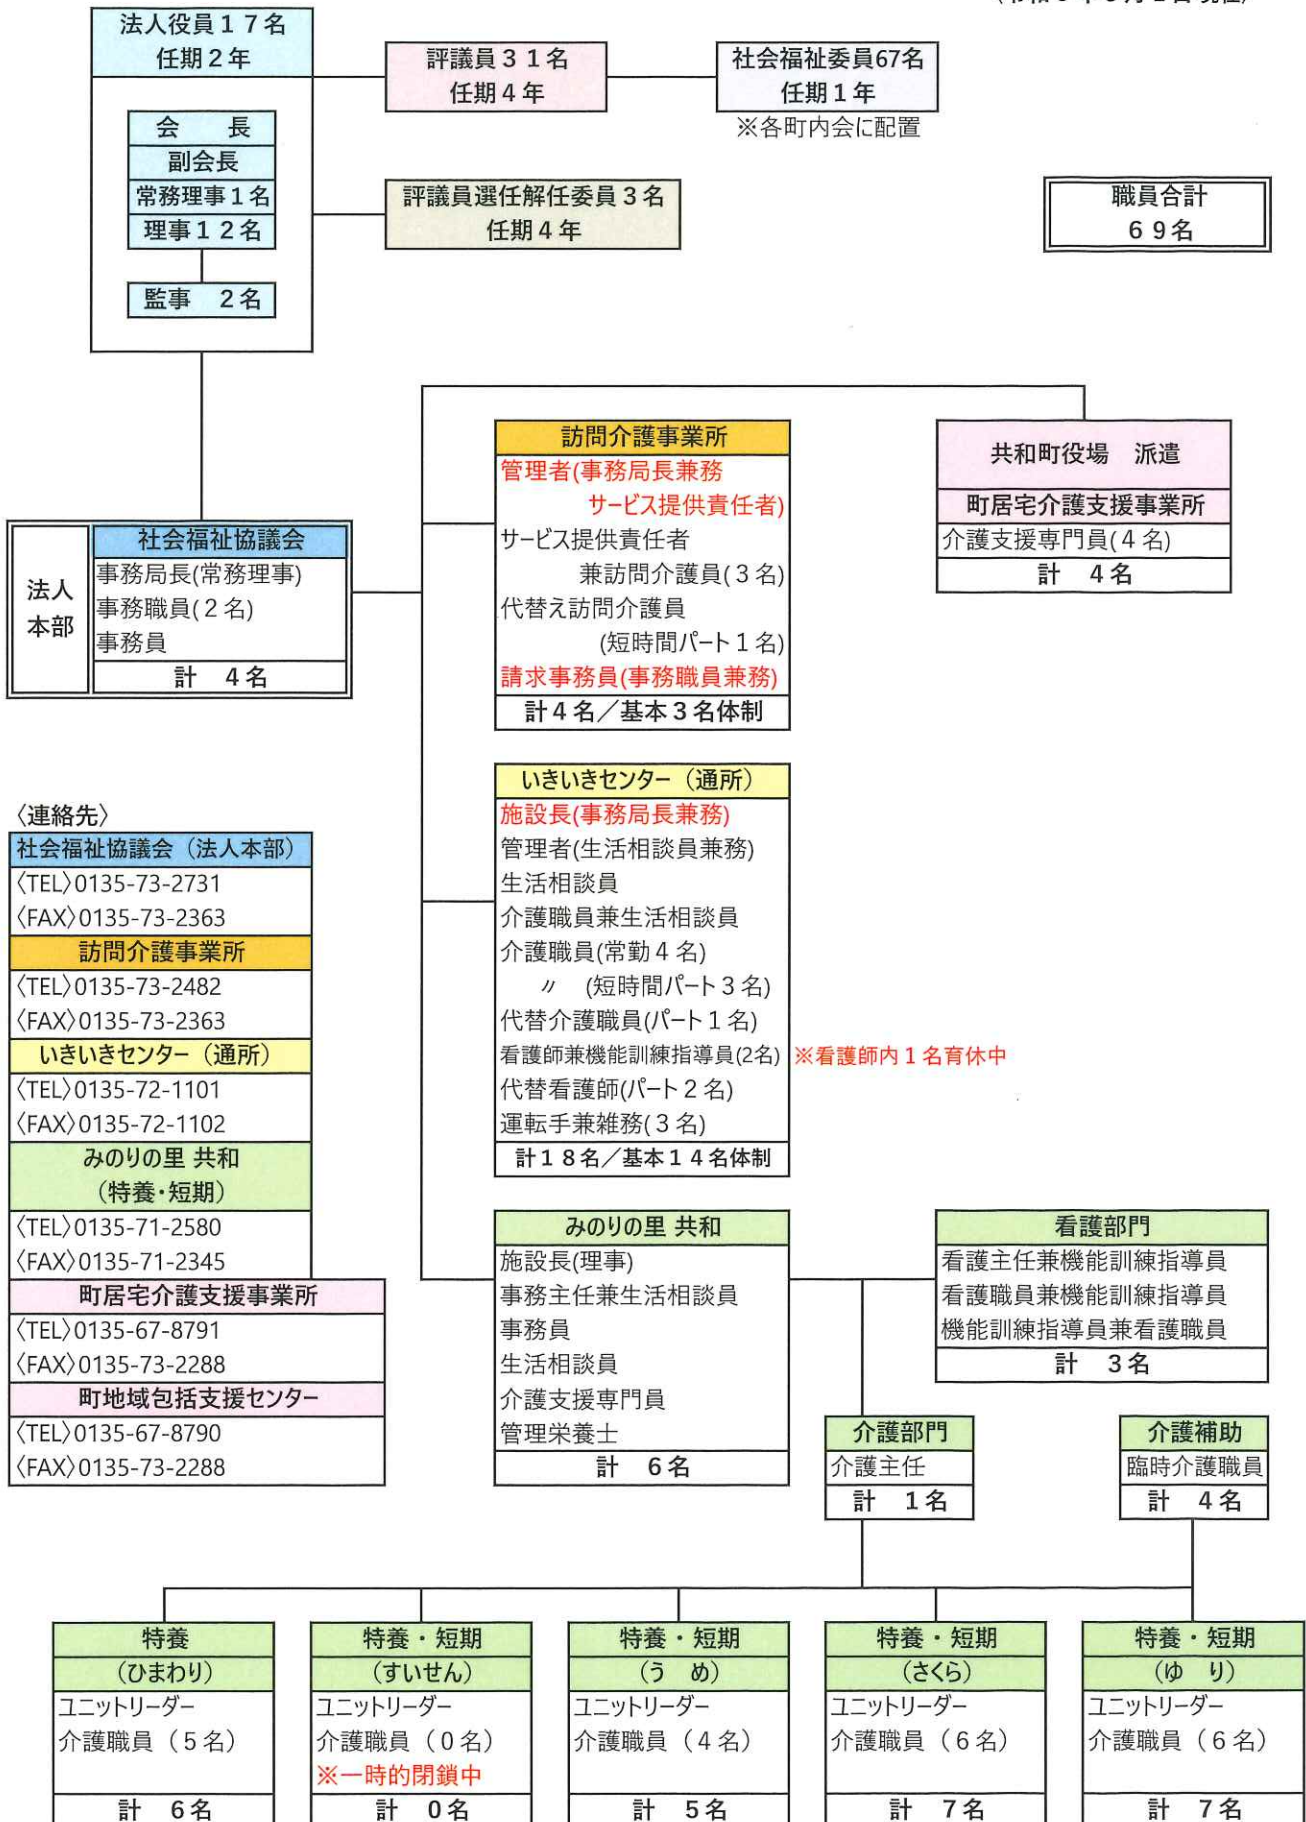 法人役員１７名
任期２年
会　　長
副会長
常務理事１名
理事１２名
監事　２名
評議員３１名
任期４年
社会福祉委員67名
任期１年
※各町内会に配置
評議員選任解任委員３名
任期４年
職員合計
６９名
法人
本部
社会福祉協議会
事務局長(常務理事)
事務職員(２名)
事務員
計　４名
訪問介護事業所
管理者(事務局長兼務
サービス提供責任者)
サービス提供責任者
兼訪問介護員(３名)
代替え訪問介護員
(短時間パート１名)
請求事務員(事務職員兼務)
計４名／基本３名体制
共和町役場　派遣
町居宅介護支援事業所
介護支援専門員(４名)
計　４名
いきいきセンター（通所）
施設長(事務局長兼務)
管理者(生活相談員兼務)
生活相談員
介護職員兼生活相談員
介護職員(常勤４名)
〃　(短時間パート３名)
代替介護職員(パート１名)
看護師兼機能訓練指導員(2名)
※看護師内１名育休中
代替看護師(パート２名)
運転手兼雑務(３名)
計１８名／基本１４名体制
〈連絡先〉
社会福祉協議会（法人本部）
〈TEL〉0135-73-2731
〈FAX〉0135-73-2363
訪問介護事業所
〈TEL〉0135-73-2482
〈FAX〉0135-73-2363
いきいきセンター（通所）
〈TEL〉0135-72-1101
〈FAX〉0135-72-1102
みのりの里 共和
（特養・短期）
〈TEL〉0135-71-2580
〈FAX〉0135-71-2345
町居宅介護支援事業所
〈TEL〉0135-67-8791
〈FAX〉0135-73-2288
町地域包括支援センター
〈TEL〉0135-67-8790
〈FAX〉0135-73-2288
みのりの里 共和
施設長(理事)
事務主任兼生活相談員
事務員
生活相談員
介護支援専門員
管理栄養士
計　６名
看護部門
看護主任兼機能訓練指導員
看護職員兼機能訓練指導員
機能訓練指導員兼看護職員
計　３名
介護部門
介護主任
計　１名
介護補助
臨時介護職員
計　４名
特養
（ひまわり）
ユニットリーダー
介護職員（５名）
計　６名
特養・短期
（すいせん）
ユニットリーダー
介護職員（０名）
※一時的閉鎖中
計　０名
特養・短期
（う　め）
ユニットリーダー
介護職員（４名）
計　５名
特養・短期
（さくら）
ユニットリーダー
介護職員（６名）
計　７名
特養・短期
（ゆ　り）
ユニットリーダー
介護職員（６名）
計　７名